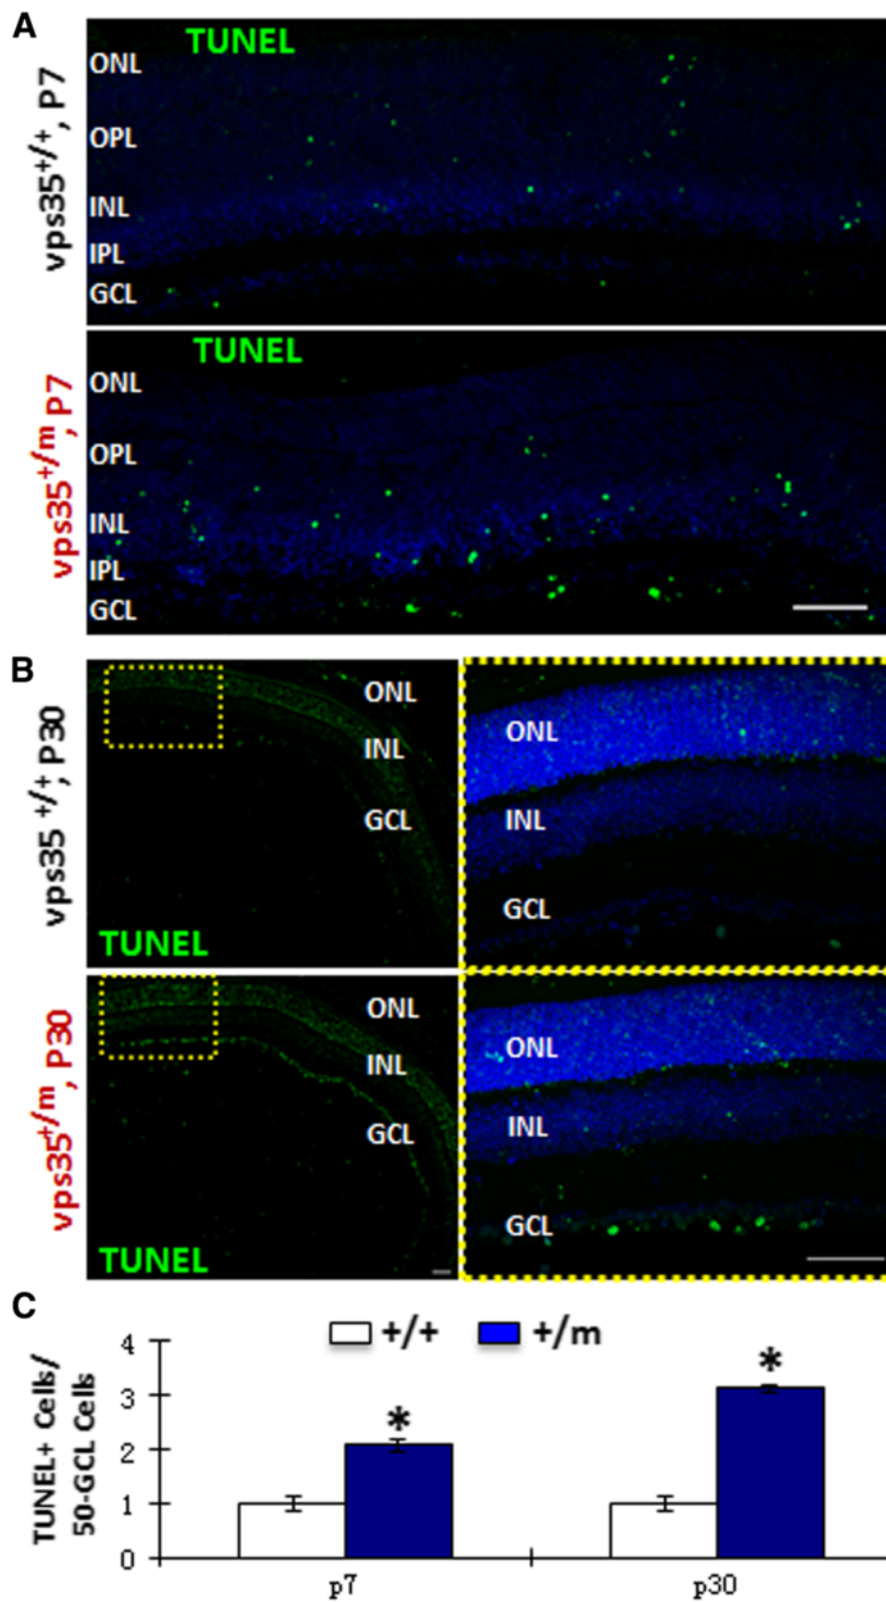 A
vps35+/+, P7
TUNEL
ONL
OPL
INL
IPL
GCL
vps35+/m, P7
TUNEL
ONL
OPL
INL
IPL
GCL
B
vps35 +/+, P30
ONL
INL
GCL
TUNEL
ONL
INL
GCL
vps35+/m, P30
ONL
INL
GCL
TUNEL
ONL
INL
GCL
C
+/+ +/m
TUNEL+ Cells/
50-GCL Cells
4
3
2
1
0
*
*
p7 p30